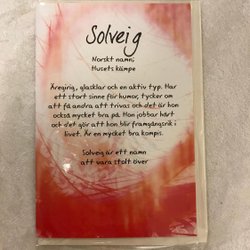 Solveig
Norskt namn;
Husets kämpe
Äregirig, glasklar och en aktiv typ. Har
ett stort sinne för humor, tycker om
att få andra att trivas och det är hon
också mycket bra på. Hon jobbar hårt
och det gör att hon blir framgångsrik i
livet. Är en mycket bra kompis.
Solveig är ett namn
att vara stolt över